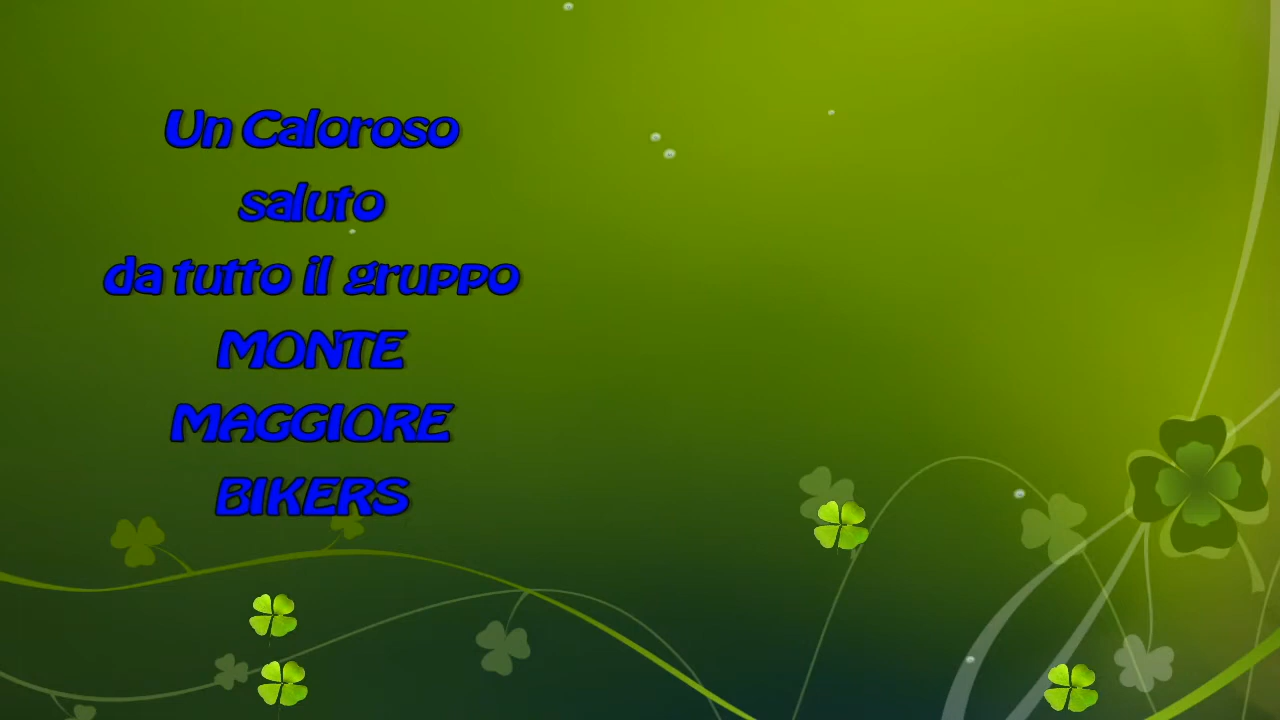 Un Caloroso
saluto
da tutto il gruppo
MONTE
MAGGIORE
BIKERS